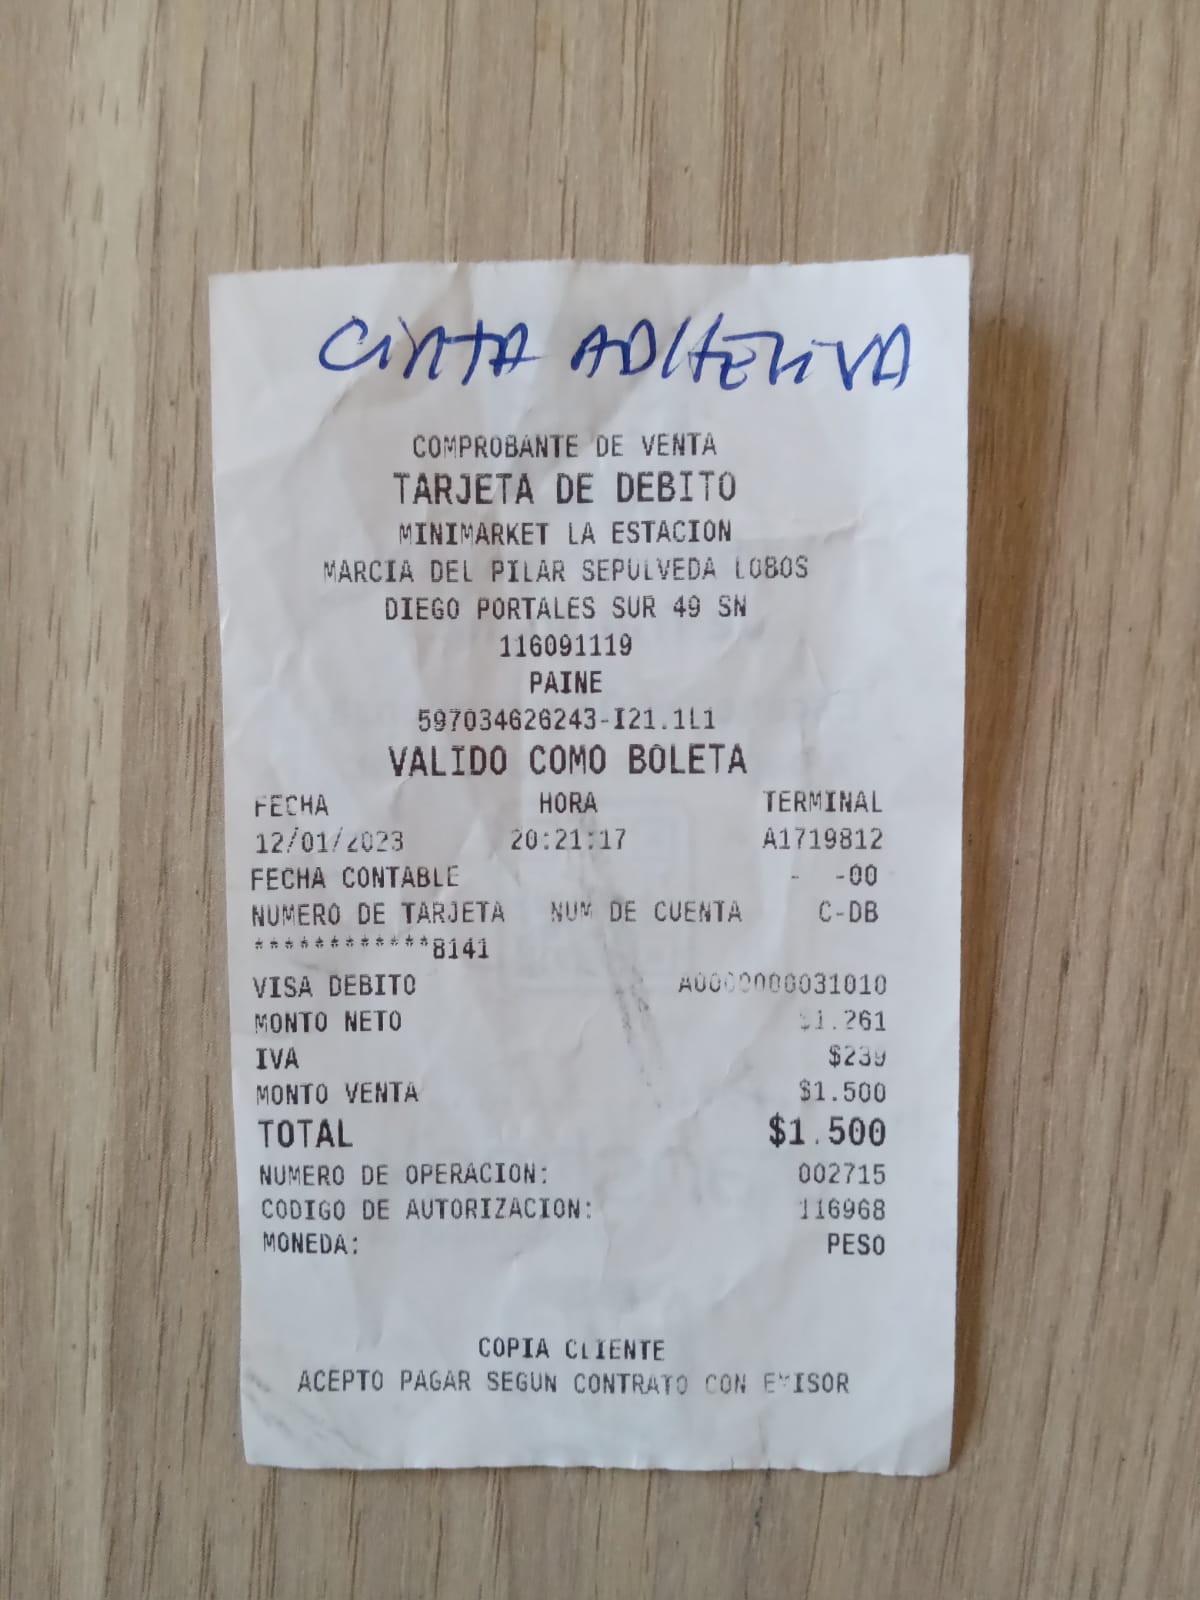 CINTA ADHESIVA
COMPROBANTE DE VENTA
TARJETA DE DEBITO
MINIMARKET LA ESTACION
MARCIA DEL PILAR SEPULVEDA LOBOS
DIEGO PORTALES SUR 49 SN
116091119
PAINE
597034626243-I21.1L1
VALIDO COMO BOLETA
FECHA HORA TERMINAL
12/01/2023 20:21:17 A1719812
FECHA CONTABLE - -00
NUMERO DE TARJETA NUM DE CUENTA C-DB
************8141
VISA DEBITO A0000000031010
MONTO NETO $1.261
IVA $239
MONTO VENTA $1.500
TOTAL $1.500
NUMERO DE OPERACION: 002715
CODIGO DE AUTORIZACION: 116968
MONEDA: PESO
COPIA CLIENTE
ACEPTO PAGAR SEGUN CONTRATO CON EMISOR